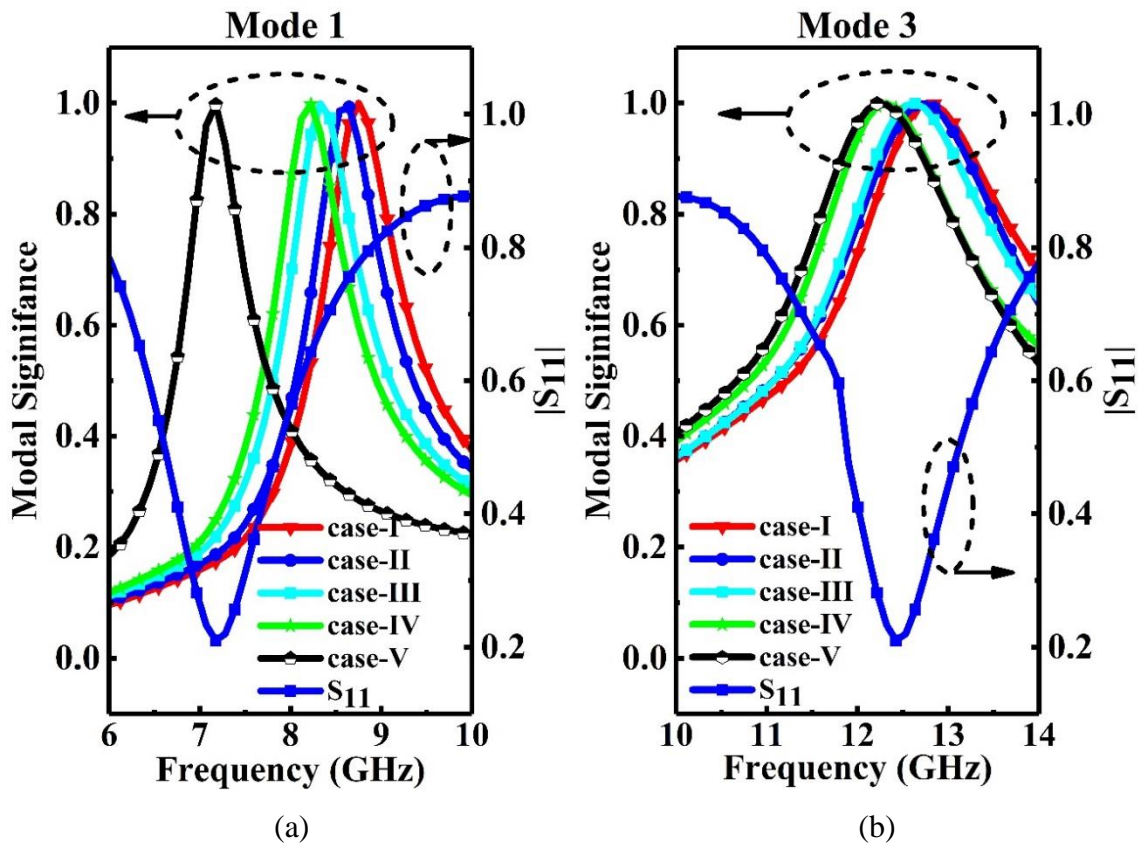 Mode 1
1.0
0.8
0.6
0.4
0.2
0.0
Modal Siginifance
1.0
0.8
0.6
0.4
0.2
|S11|
case-I
case-II
case-III
case-IV
case-V
S11
6 7 8 9 10
Frequency (GHz)
(a)
Mode 3
1.0
0.8
0.6
0.4
0.2
0.0
Modal Siginifance
1.0
0.8
0.6
0.4
0.2
|S11|
case-I
case-II
case-III
case-IV
case-V
S11
10 11 12 13 14
Frequency (GHz)
(b)